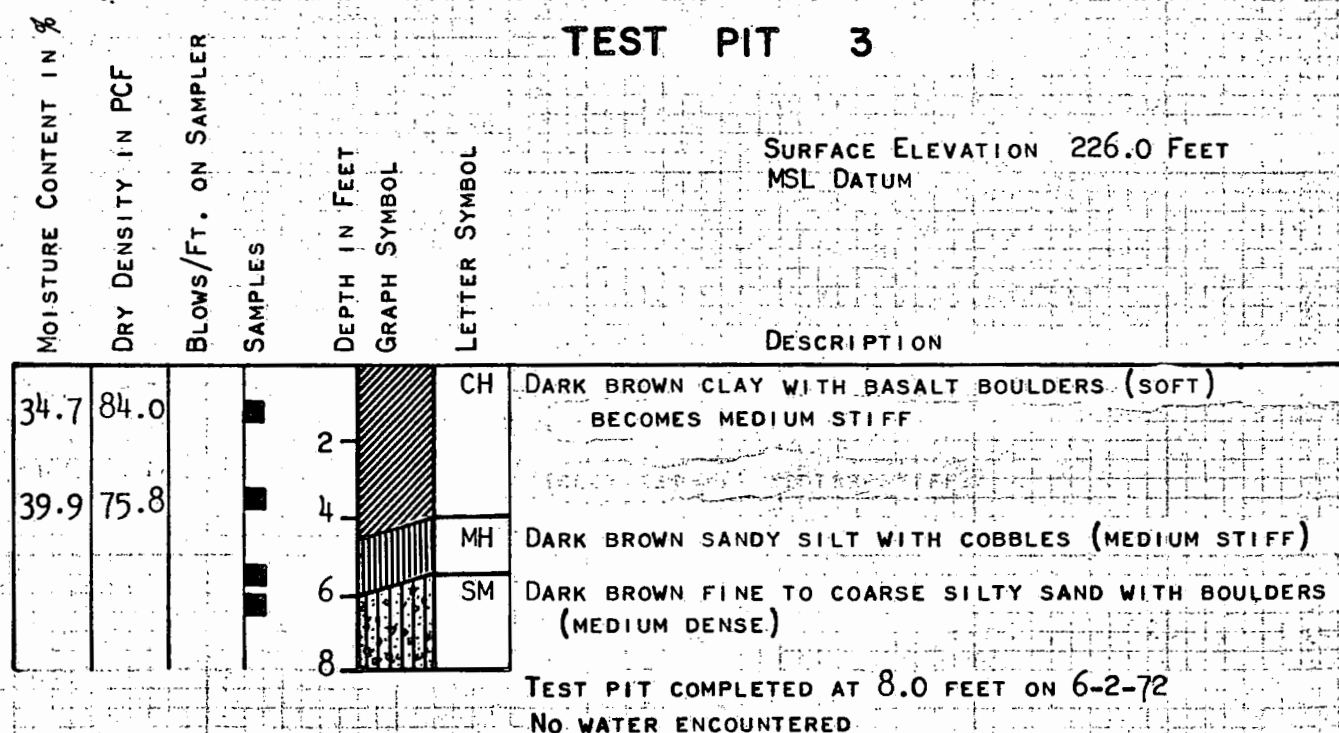 TEST PIT 3
SURFACE ELEVATION 226.0 FEET
MSL DATUM
MOISTURE CONTENT IN %
DRY DENSITY IN PCF
BLOWS/FT. ON SAMPLER
SAMPLES
DEPTH IN FEET
GRAPH SYMBOL
LETTER SYMBOL
DESCRIPTION
CH DARK BROWN CLAY WITH BASALT BOULDERS (SOFT)
34.7 84.0 BECOMES MEDIUM STIFF
2
39.9 75.8
4
MH DARK BROWN SANDY SILT WITH COBBLES (MEDIUM STIFF)
6 SM DARK BROWN FINE TO COARSE SILTY SAND WITH BOULDERS
(MEDIUM DENSE)
8
TEST PIT COMPLETED AT 8.0 FEET ON 6-2-72
NO WATER ENCOUNTERED